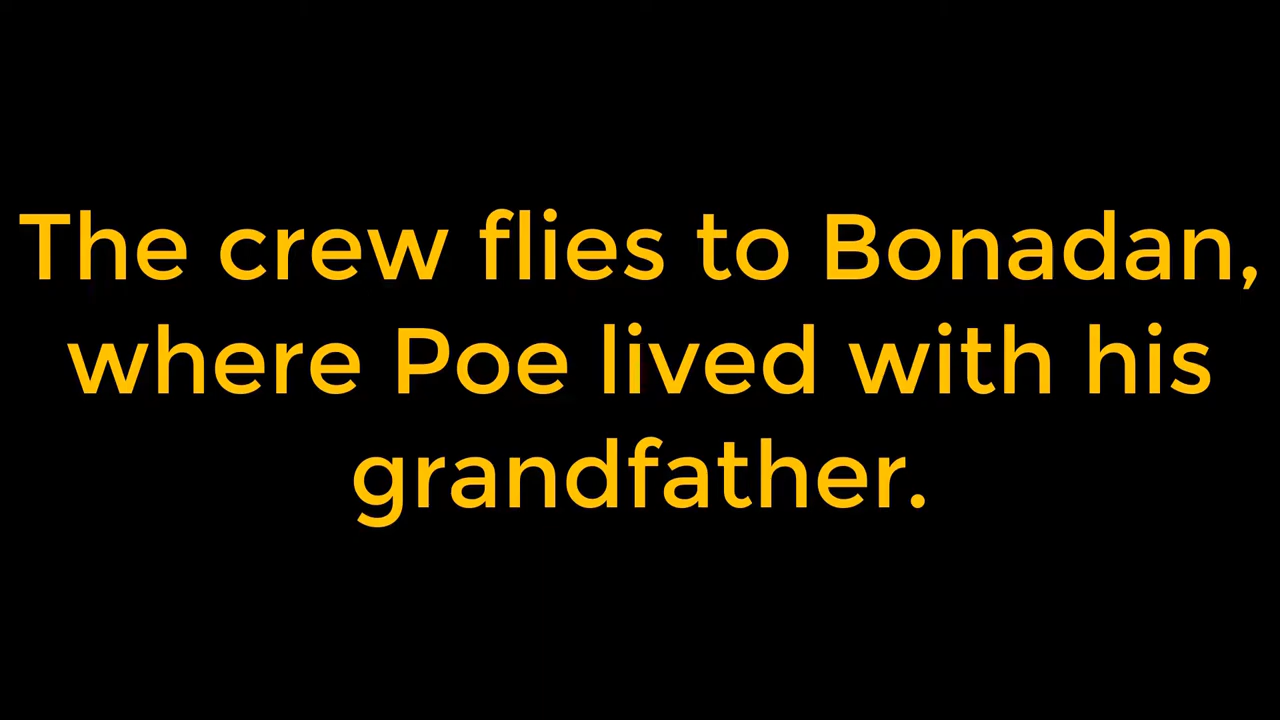 The crew flies to Bonadan,
where Poe lived with his
grandfather.